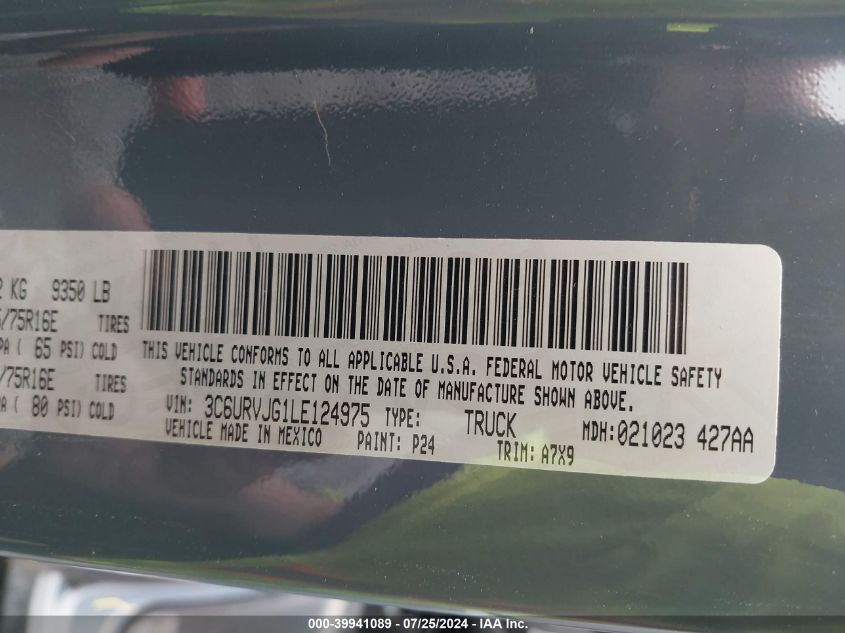 KG 9350 LB
/75R16E TIRES
PA ( 65 PSI) COLD
/75R16E TIRES
PA ( 80 PSI) COLD
THIS VEHICLE CONFORMS TO ALL APPLICABLE U.S.A. FEDERAL MOTOR VEHICLE SAFETY
STANDARDS IN EFFECT ON THE DATE OF MANUFACTURE SHOWN ABOVE.
VIN: 3C6URVJG1LE124975 TYPE: TRUCK MDH:021023 427AA
VEHICLE MADE IN MEXICO PAINT: P24 TRIM: A7X9
000-39941089 - 07/25/2024 - IAA Inc.